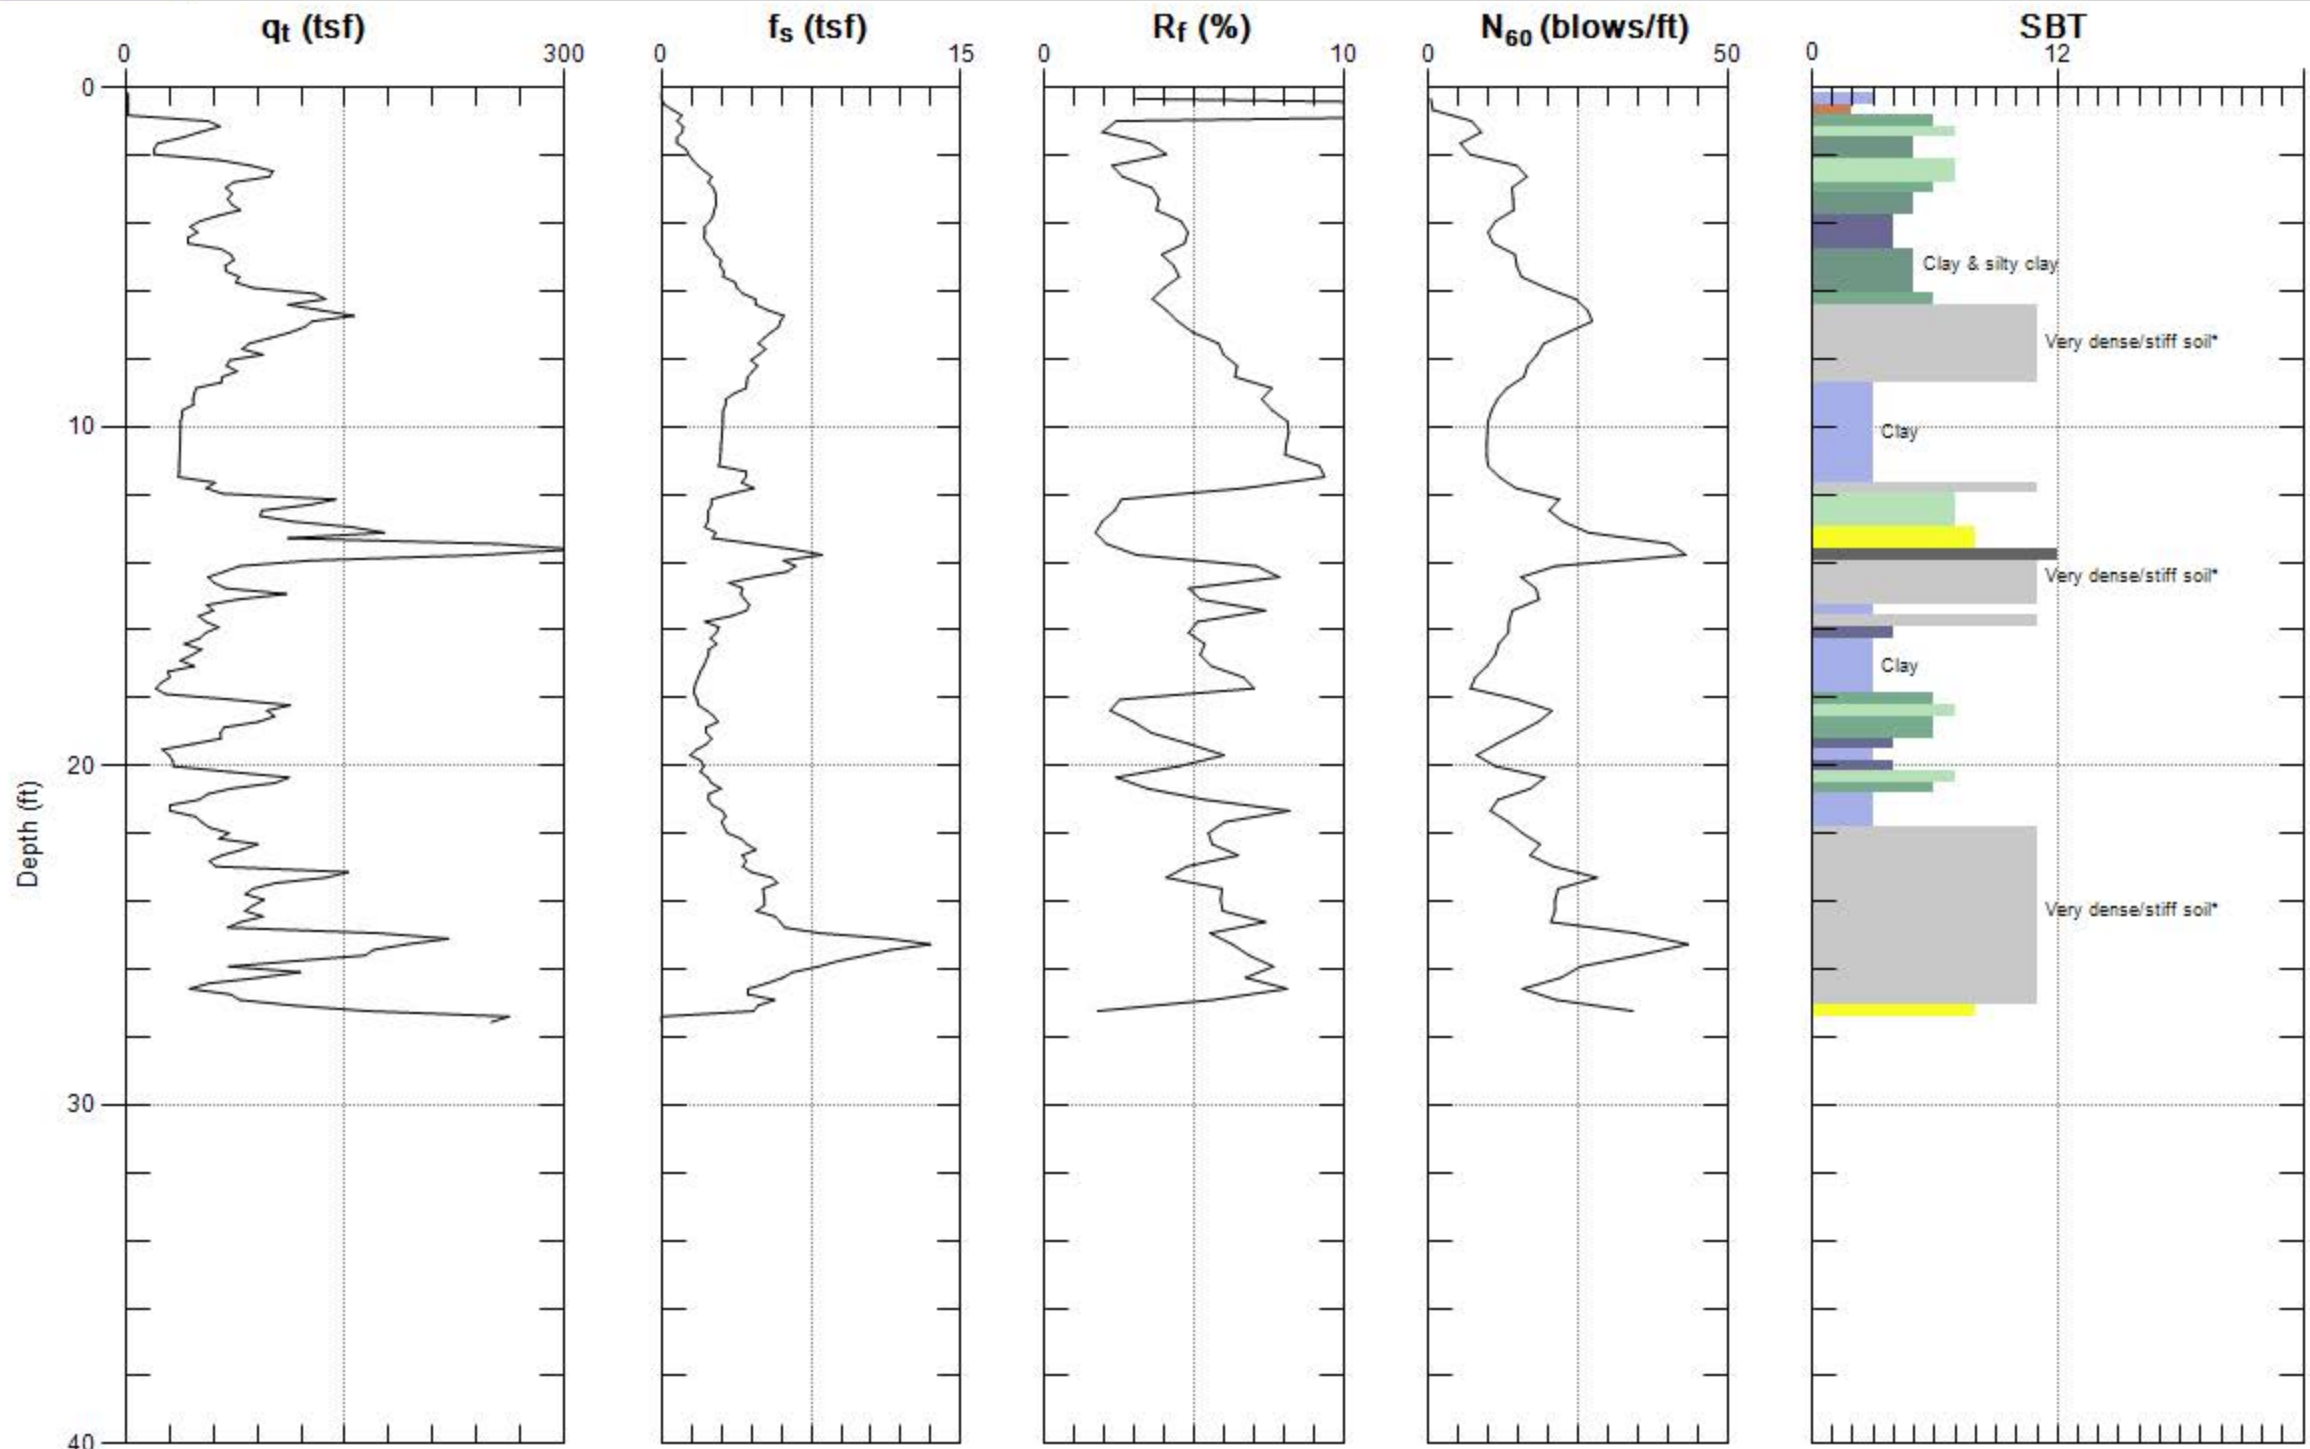 qt (tsf) fs (tsf) Rf (%) N60 (blows/ft) SBT
0 300 0 15 0 10 0 50 0 12
0
Clay & silty clay
Very dense/stiff soil*
10
Clay
Very dense/stiff soil*
Clay
20
Depth (ft)
Very dense/stiff soil*
30
40